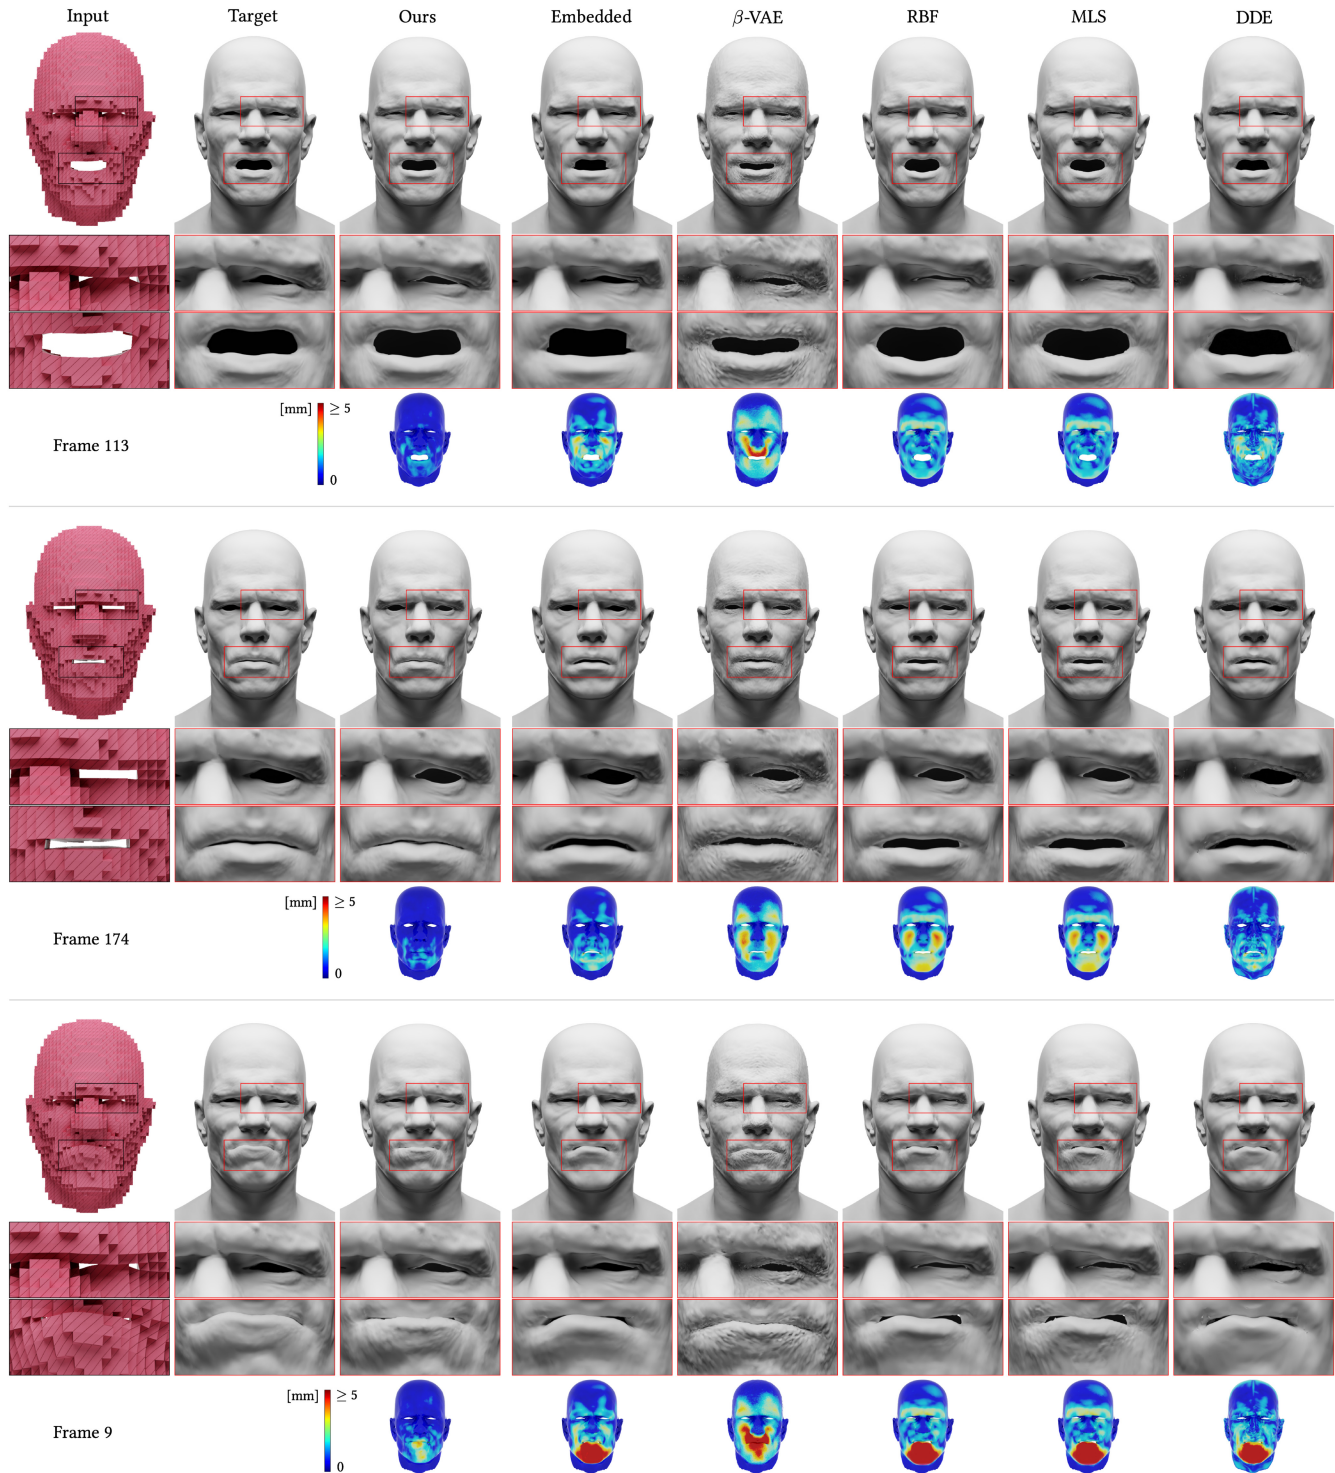 Input Target Ours Embedded β-VAE RBF MLS DDE
[mm] ≥ 5
0
Frame 113
[mm] ≥ 5
0
Frame 174
[mm] ≥ 5
0
Frame 9